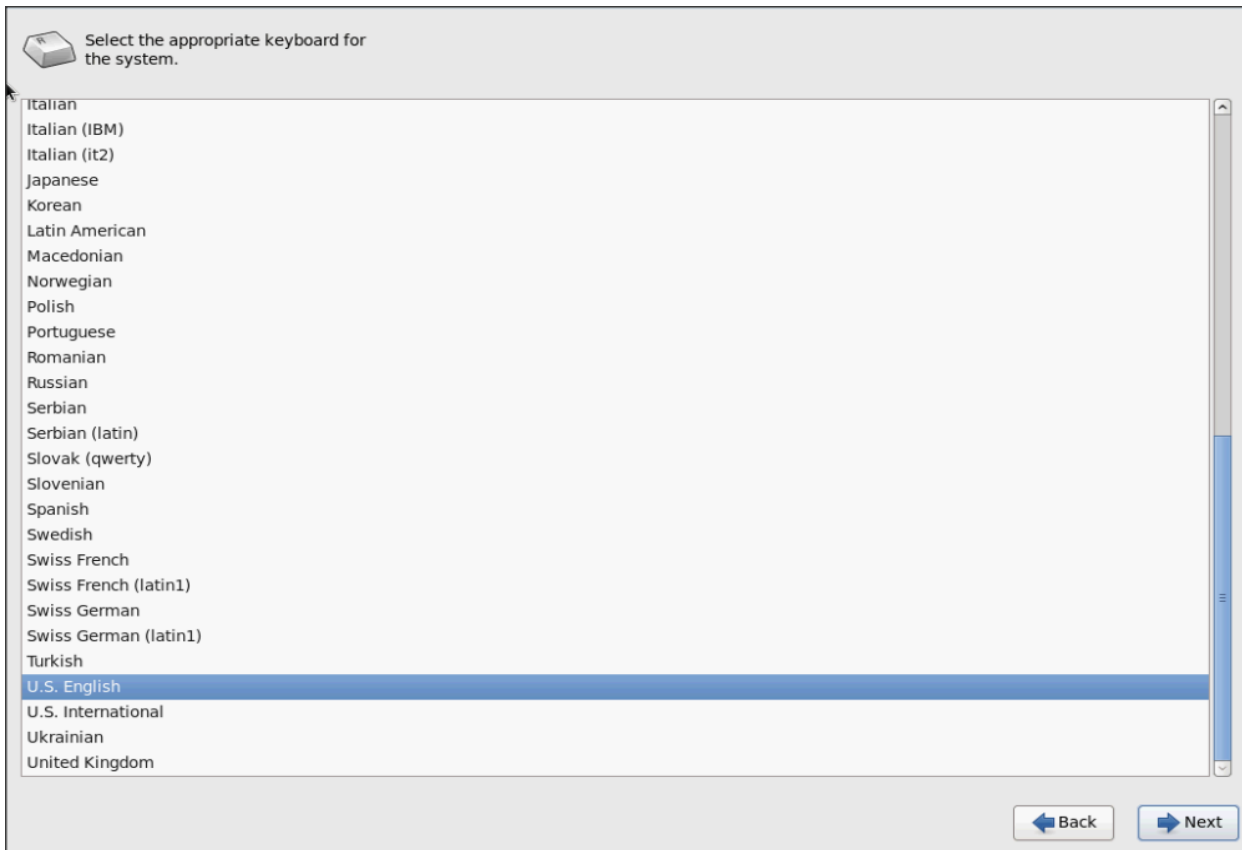 Select the appropriate keyboard for
the system.
Italian
Italian (IBM)
Italian (it2)
Japanese
Korean
Latin American
Macedonian
Norwegian
Polish
Portuguese
Romanian
Russian
Serbian
Serbian (latin)
Slovak (qwerty)
Slovenian
Spanish
Swedish
Swiss French
Swiss French (latin1)
Swiss German
Swiss German (latin1)
Turkish
U.S. English
U.S. International
Ukrainian
United Kingdom
Back
Next